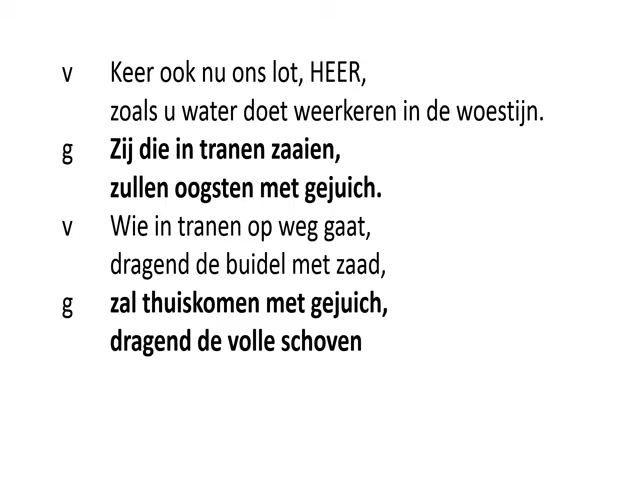 v Keer ook nu ons lot, HEER,
zoals u water doet weerkeren in de woestijn.
g Zij die in tranen zaaien,
zullen oogsten met gejuich.
v Wie in tranen op weg gaat,
dragend de buidel met zaad,
g zal thuiskomen met gejuich,
dragend de volle schoven